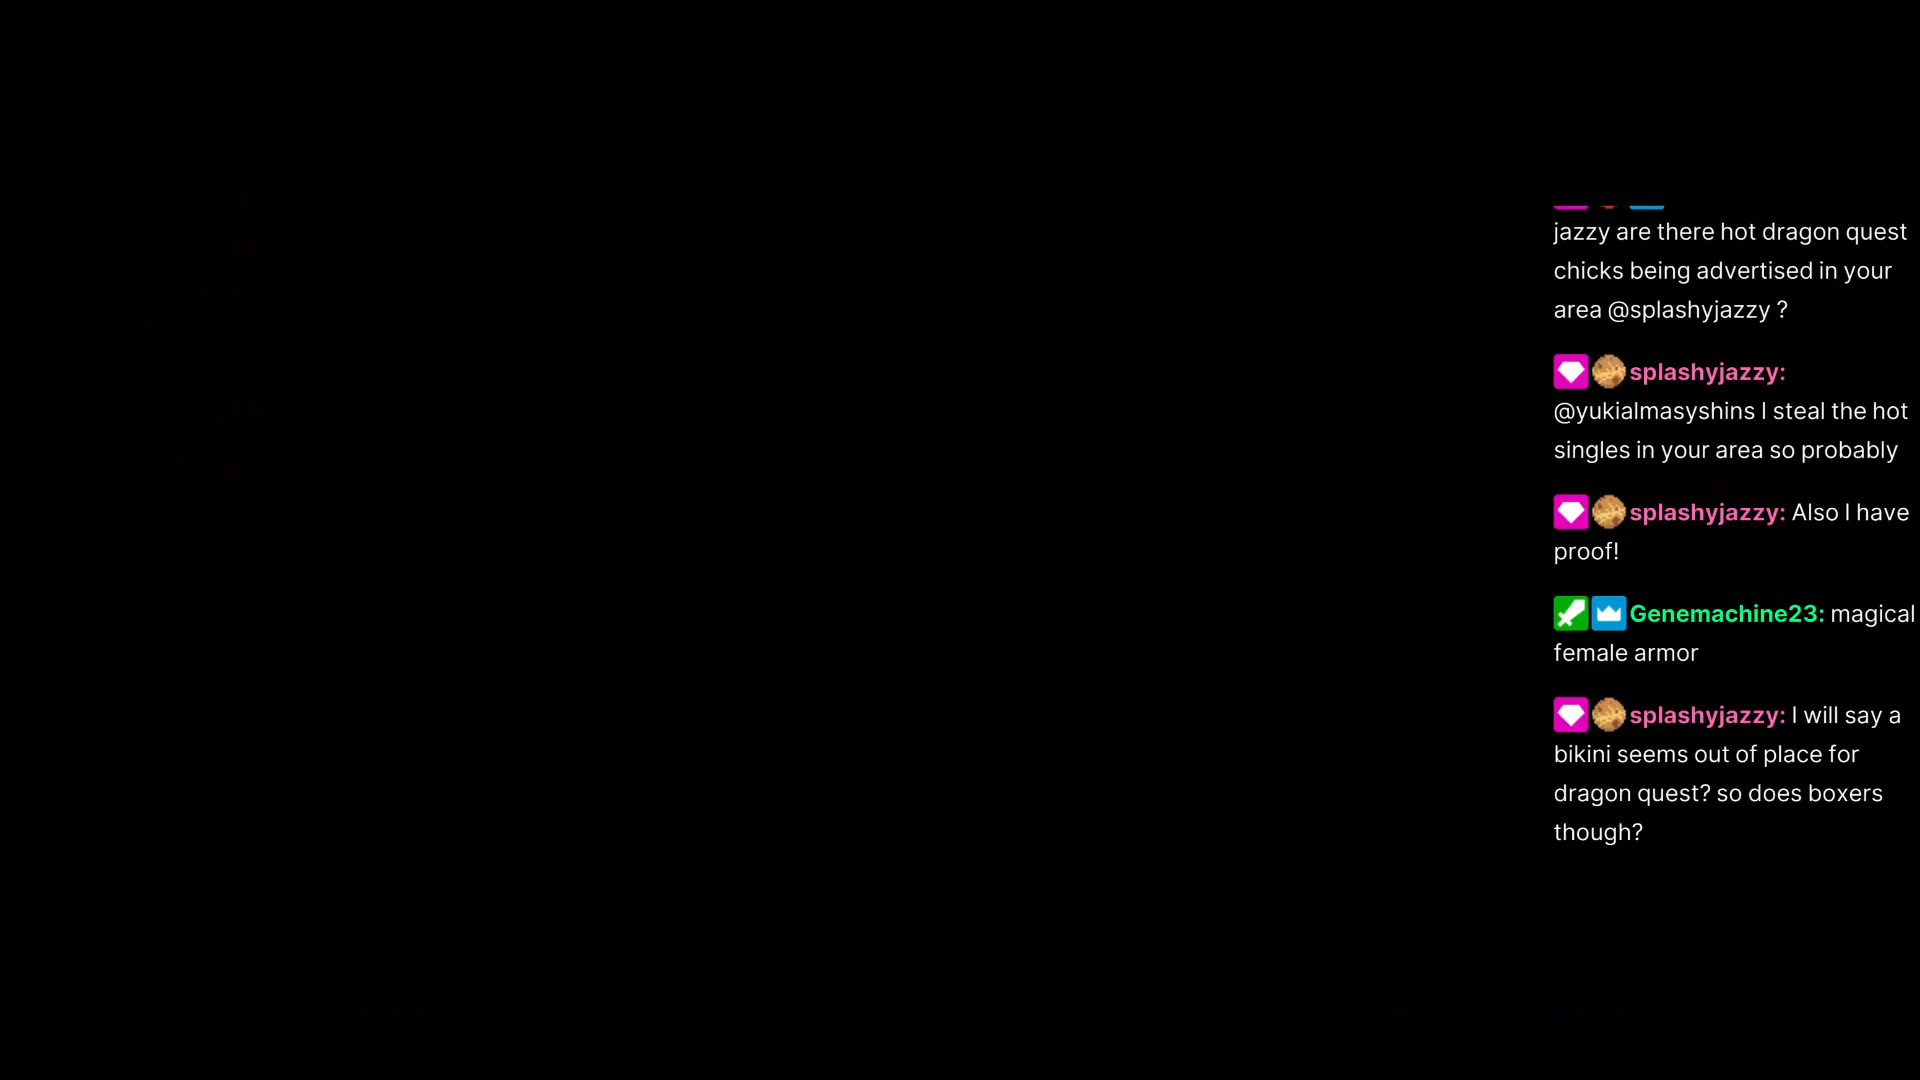 jazzy are there hot dragon quest
chicks being advertised in your
area @splashyjazzy ?
splashyjazzy:
@yukialmasyshins I steal the hot
singles in your area so probably
splashyjazzy: Also I have
proof!
Genemachine23: magical
female armor
splashyjazzy: I will say a
bikini seems out of place for
dragon quest? so does boxers
though?